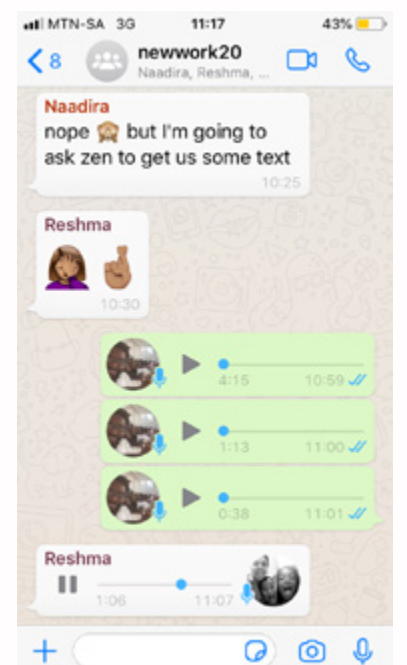 MTN-SA 3G 11:17 43%
8 newwork20
Naadira, Reshma, ...
Naadira
nope 🙈 but I'm going to
ask zen to get us some text
10:25
Reshma
🤦🏽‍♀️ 🤞🏽
10:30
4:15 10:59
1:13 11:00
0:38 11:01
Reshma
1:06 11:07